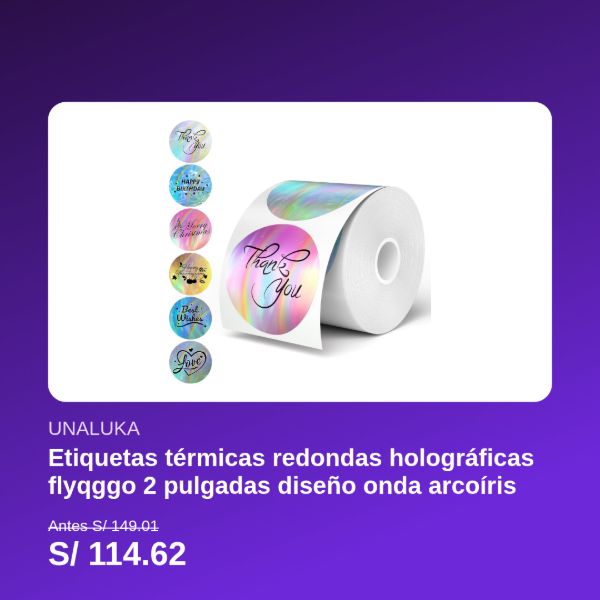 Thank
You
HAPPY
BIRTHDAY
Merry
Christmas
Best
Wishes
Love
Thank
You
UNALUKA
Etiquetas térmicas redondas holográficas
flyqggo 2 pulgadas diseño onda arcoíris
Antes S/ 149.01
S/ 114.62